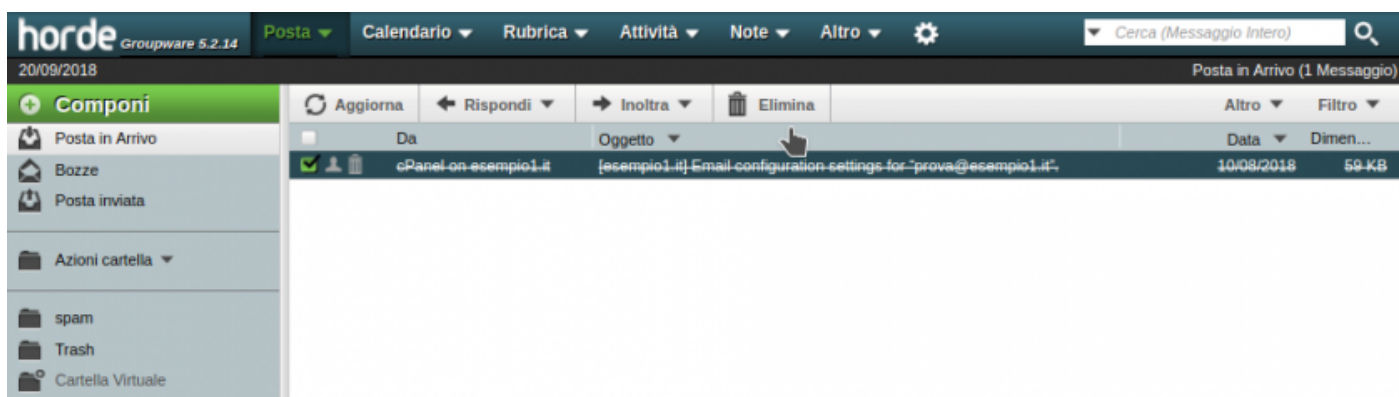 horde Groupware 5.2.14 Posta Calendario Rubrica Attività Note Altro Cerca (Messaggio Intero)
20/09/2018 Posta in Arrivo (1 Messaggio)
Componi Aggiorna Rispondi Inoltra Elimina Altro Filtro
Posta in Arrivo Da Oggetto Data Dimen...
Bozze cPanel on esempio1.it [esempio1.it] Email configuration settings for "prova@esempio1.it". 10/08/2018 59 KB
Posta inviata
Azioni cartella
spam
Trash
Cartella Virtuale